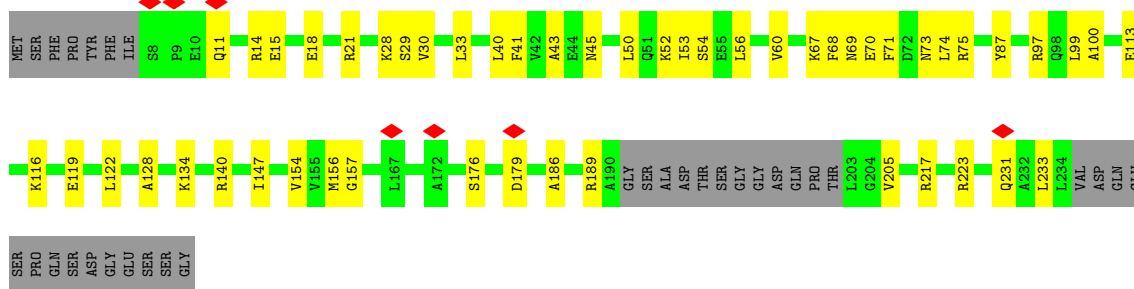 MET SER PHE PRO TYR PHE ILE S8 P9 E10 Q11 R14 E15 E18 R21 K28 S29 V30 L33 L40 F41 V42 A43 E44 N45 L50 Q51 K52 I53 S54 E55 L56 V60 K67 F68 N69 E70 F71 D72 N73 L74 R75 Y87 R97 Q98 L99 A100 E113
K116 E119 L122 A128 K134 R140 I147 V154 V155 M156 G157 L167 A172 S176 D179 A186 R189 A190 GLY SER ALA ASP THR SER GLY GLY ASP GLN PRO THR L203 G204 V205 R217 R223 Q231 A232 L233 L234 VAL ASP GLN GLU
SER PRO GLN SER ASP GLY GLU SER SER GLY